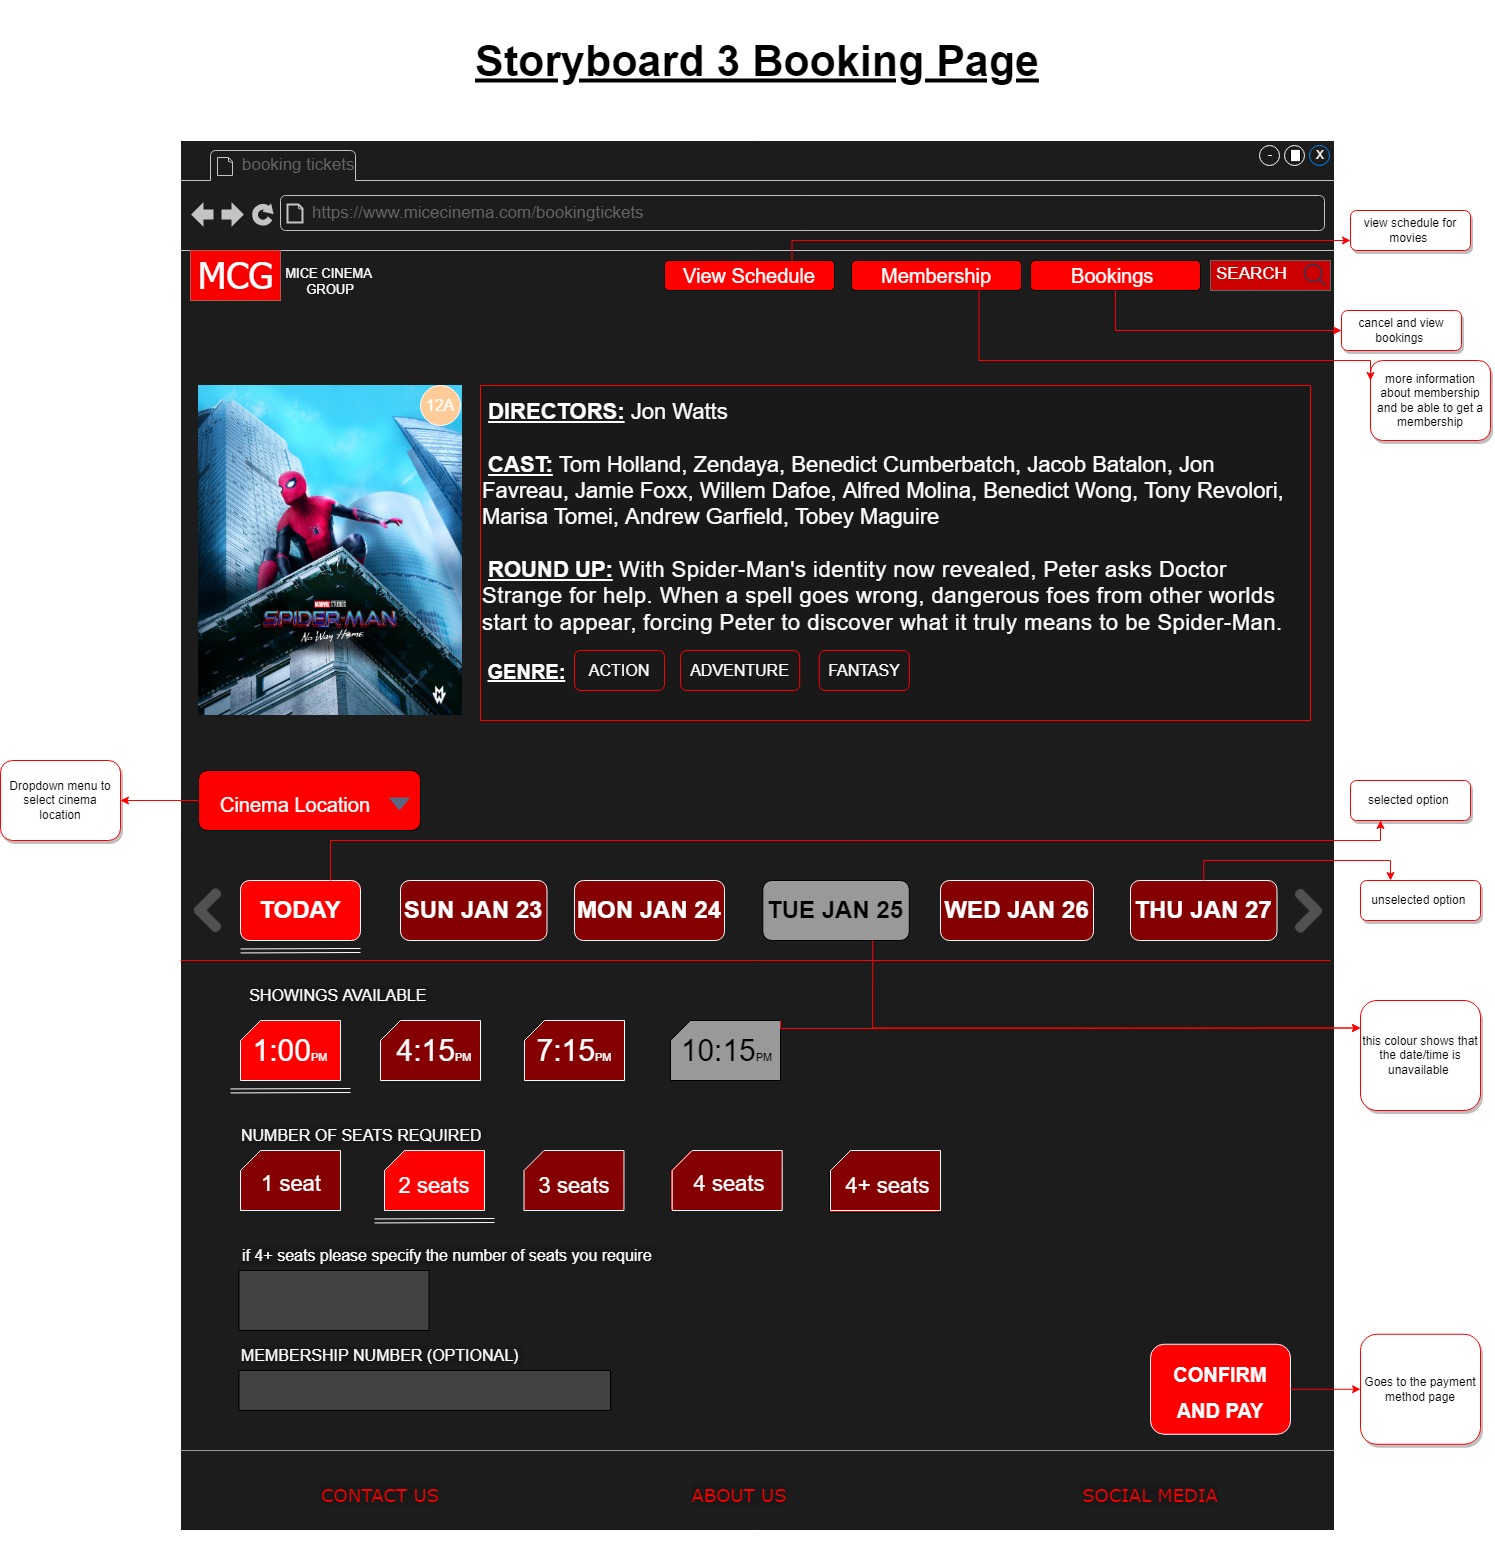 Storyboard 3 Booking Page
booking tickets
-
X
https://www.micecinema.com/bookingtickets
view schedule for
movies
MCG
MICE CINEMA
GROUP
View Schedule
Membership
Bookings
SEARCH
cancel and view
bookings
more information
about membership
and be able to get a
membership
12A
MARVEL STUDIOS
SPIDER-MAN
No Way Home
DIRECTORS: Jon Watts
CAST: Tom Holland, Zendaya, Benedict Cumberbatch, Jacob Batalon, Jon
Favreau, Jamie Foxx, Willem Dafoe, Alfred Molina, Benedict Wong, Tony Revolori,
Marisa Tomei, Andrew Garfield, Tobey Maguire
ROUND UP: With Spider-Man's identity now revealed, Peter asks Doctor
Strange for help. When a spell goes wrong, dangerous foes from other worlds
start to appear, forcing Peter to discover what it truly means to be Spider-Man.
GENRE: ACTION ADVENTURE FANTASY
Dropdown menu to
select cinema
location
Cinema Location
selected option
TODAY
SUN JAN 23
MON JAN 24
TUE JAN 25
WED JAN 26
THU JAN 27
unselected option
SHOWINGS AVAILABLE
1:00PM
4:15PM
7:15PM
10:15PM
this colour shows that
the date/time is
unavailable
NUMBER OF SEATS REQUIRED
1 seat
2 seats
3 seats
4 seats
4+ seats
if 4+ seats please specify the number of seats you require
MEMBERSHIP NUMBER (OPTIONAL)
CONFIRM
AND PAY
Goes to the payment
method page
CONTACT US
ABOUT US
SOCIAL MEDIA